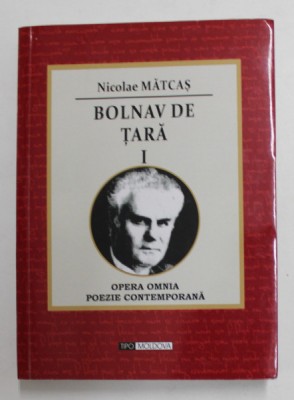 Nicolae MĂTCAȘ
BOLNAV DE
ȚARĂ
I
OPERA OMNIA
POEZIE CONTEMPORANĂ
TIPO MOLDOVA